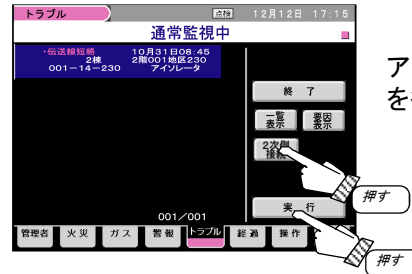 トラブル 点検 12月12日 17:15
通常監視中
・伝送線短絡 10月31日08:45
2棟 2階001地区230
001-14-230 アイソレータ
終 了
一覧
表示
要因
表示
2次側
接続
実 行
001/001
管理者 火災 ガス 警報 トラブル 経過 操作
押す
押す
ア
を